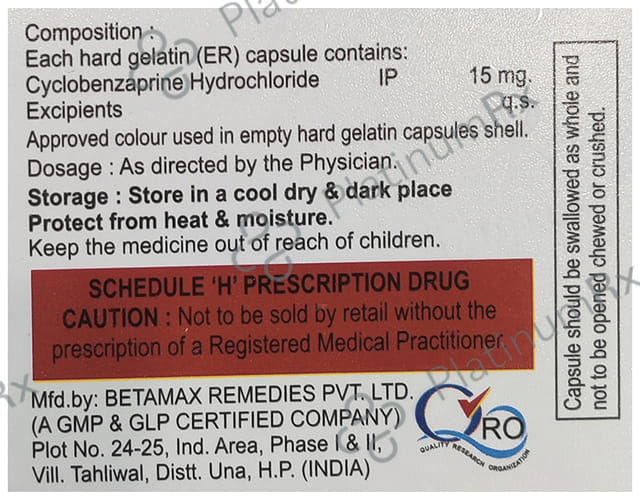 Composition :
Each hard gelatin (ER) capsule contains:
Cyclobenzaprine Hydrochloride IP 15 mg.
Excipients q.s.
Approved colour used in empty hard gelatin capsules shell.
Dosage : As directed by the Physician.
Storage : Store in a cool dry & dark place
Protect from heat & moisture.
Keep the medicine out of reach of children.
SCHEDULE 'H' PRESCRIPTION DRUG
CAUTION : Not to be sold by retail without the
prescription of a Registered Medical Practitioner.
Mfd.by: BETAMAX REMEDIES PVT. LTD.
(A GMP & GLP CERTIFIED COMPANY)
Plot No. 24-25, Ind. Area, Phase I & II,
Vill. Tahliwal, Distt. Una, H.P. (INDIA)
QRO
QUALITY RESEARCH ORGANIZATION
Capsule should be swallowed as whole and
not to be opened chewed or crushed.
PlatinumRx
PlatinumRx
PlatinumRx
Rx